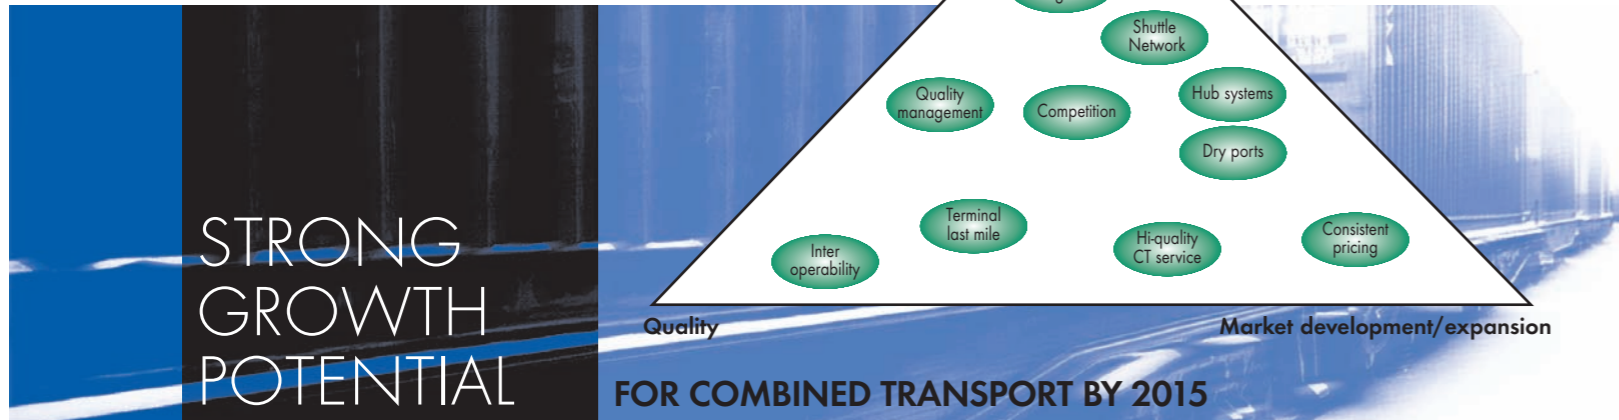 Shuttle
Network
Quality
management
Competition
Hub systems
Dry ports
Terminal
last mile
Inter
operability
Hi-quality
CT service
Consistent
pricing
Quality
Market development/expansion
STRONG
GROWTH
POTENTIAL
FOR COMBINED TRANSPORT BY 2015